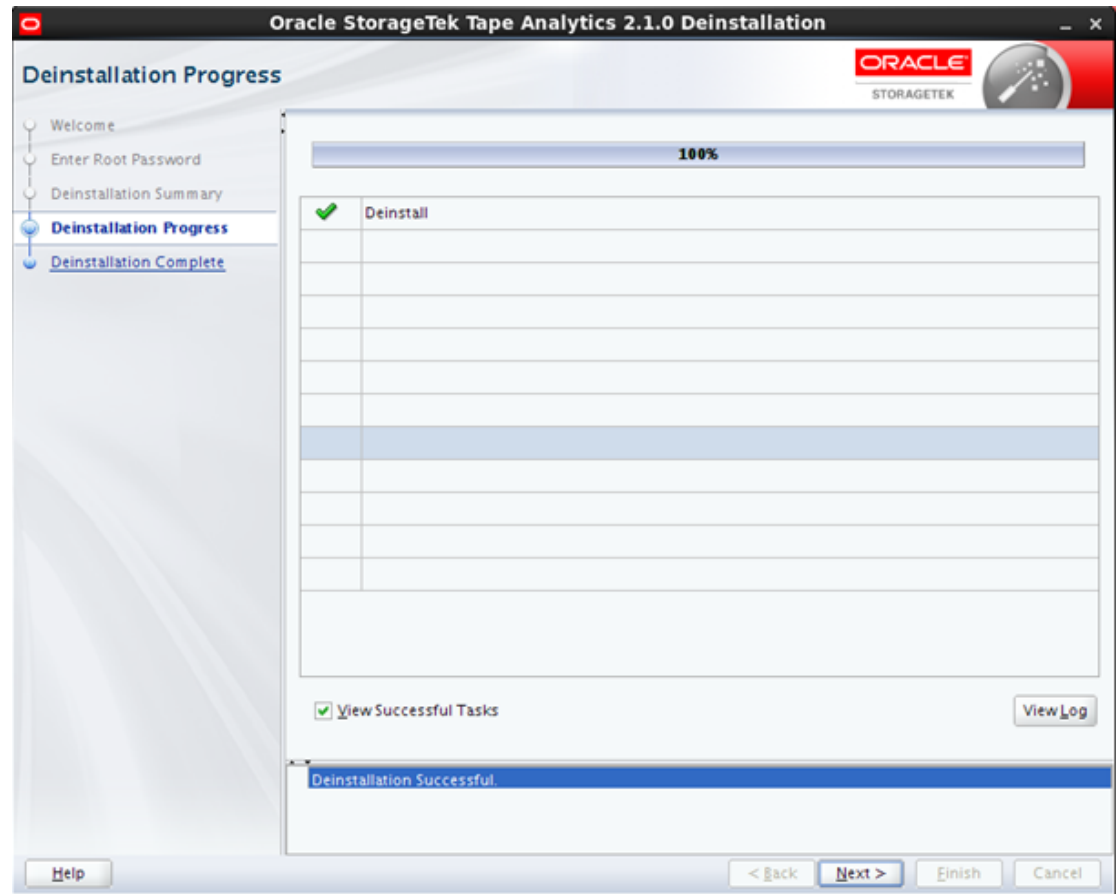 Oracle StorageTek Tape Analytics 2.1.0 Deinstallation
Deinstallation Progress
ORACLE
STORAGETEK
Welcome
Enter Root Password
Deinstallation Summary
Deinstallation Progress
Deinstallation Complete
100%
Deinstall
View Successful Tasks
View Log
Deinstallation Successful.
Help
< Back
Next >
Finish
Cancel